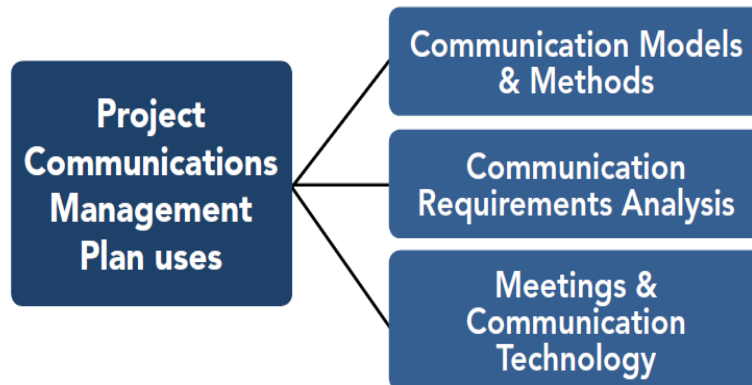 Project
Communications
Management
Plan uses
Communication Models
& Methods
Communication
Requirements Analysis
Meetings &
Communication
Technology